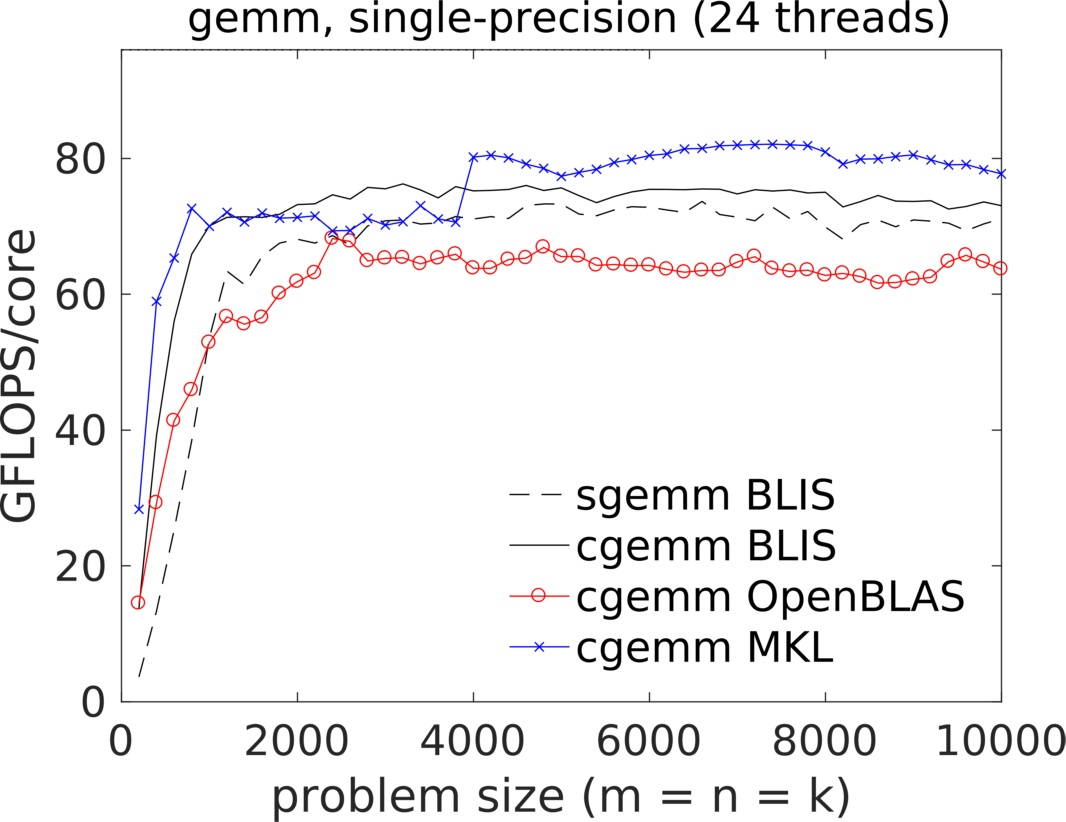 gemm, single-precision (24 threads)
GFLOPS/core
80
60
40
20
0
sgemm BLIS
cgemm BLIS
cgemm OpenBLAS
cgemm MKL
0 2000 4000 6000 8000 10000
problem size (m = n = k)